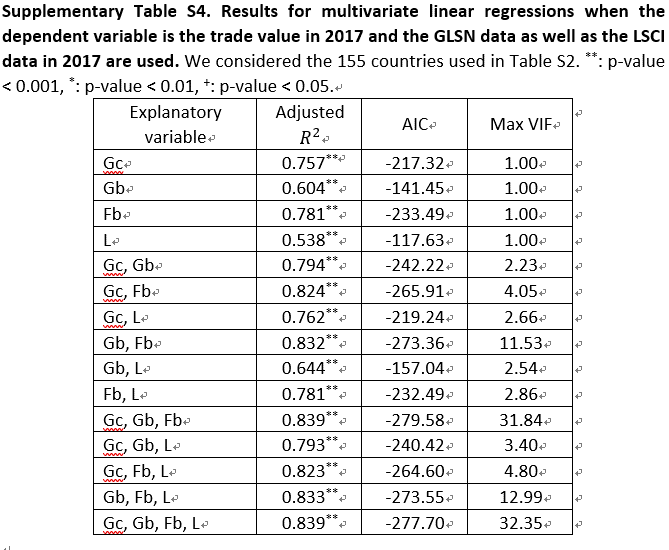 Supplementary Table S4. Results for multivariate linear regressions when the
dependent variable is the trade value in 2017 and the GLSN data as well as the LSCI
data in 2017 are used. We considered the 155 countries used in Table S2. **: p-value
< 0.001, *: p-value < 0.01, +: p-value < 0.05.
Explanatory variable Adjusted R² AIC Max VIF
Gc 0.757** -217.32 1.00
Gb 0.604** -141.45 1.00
Fb 0.781** -233.49 1.00
L 0.538** -117.63 1.00
Gc, Gb 0.794** -242.22 2.23
Gc, Fb 0.824** -265.91 4.05
Gc, L 0.762** -219.24 2.66
Gb, Fb 0.832** -273.36 11.53
Gb, L 0.644** -157.04 2.54
Fb, L 0.781** -232.49 2.86
Gc, Gb, Fb 0.839** -279.58 31.84
Gc, Gb, L 0.793** -240.42 3.40
Gc, Fb, L 0.823** -264.60 4.80
Gb, Fb, L 0.833** -273.55 12.99
Gc, Gb, Fb, L 0.839** -277.70 32.35